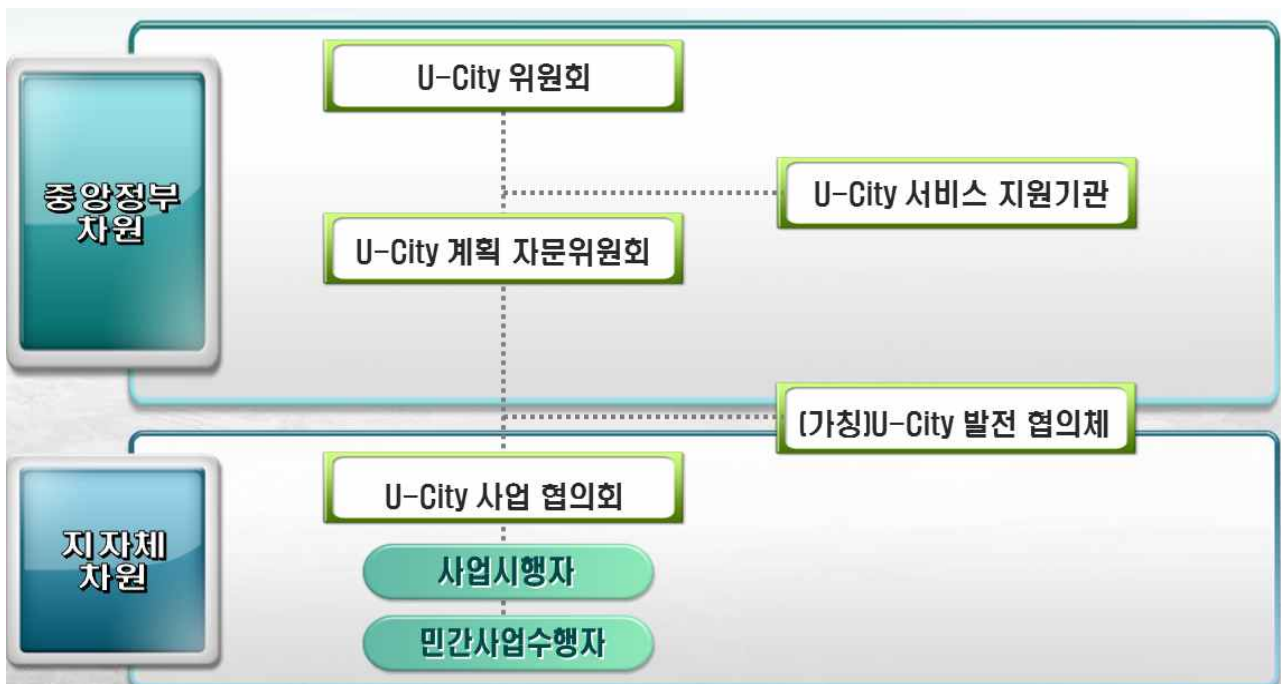 중앙정부
차원
U-City 위원회
U-City 서비스 지원기관
U-City 계획 자문위원회
(가칭)U-City 발전 협의체
지자체
차원
U-City 사업 협의회
사업시행자
민간사업수행자